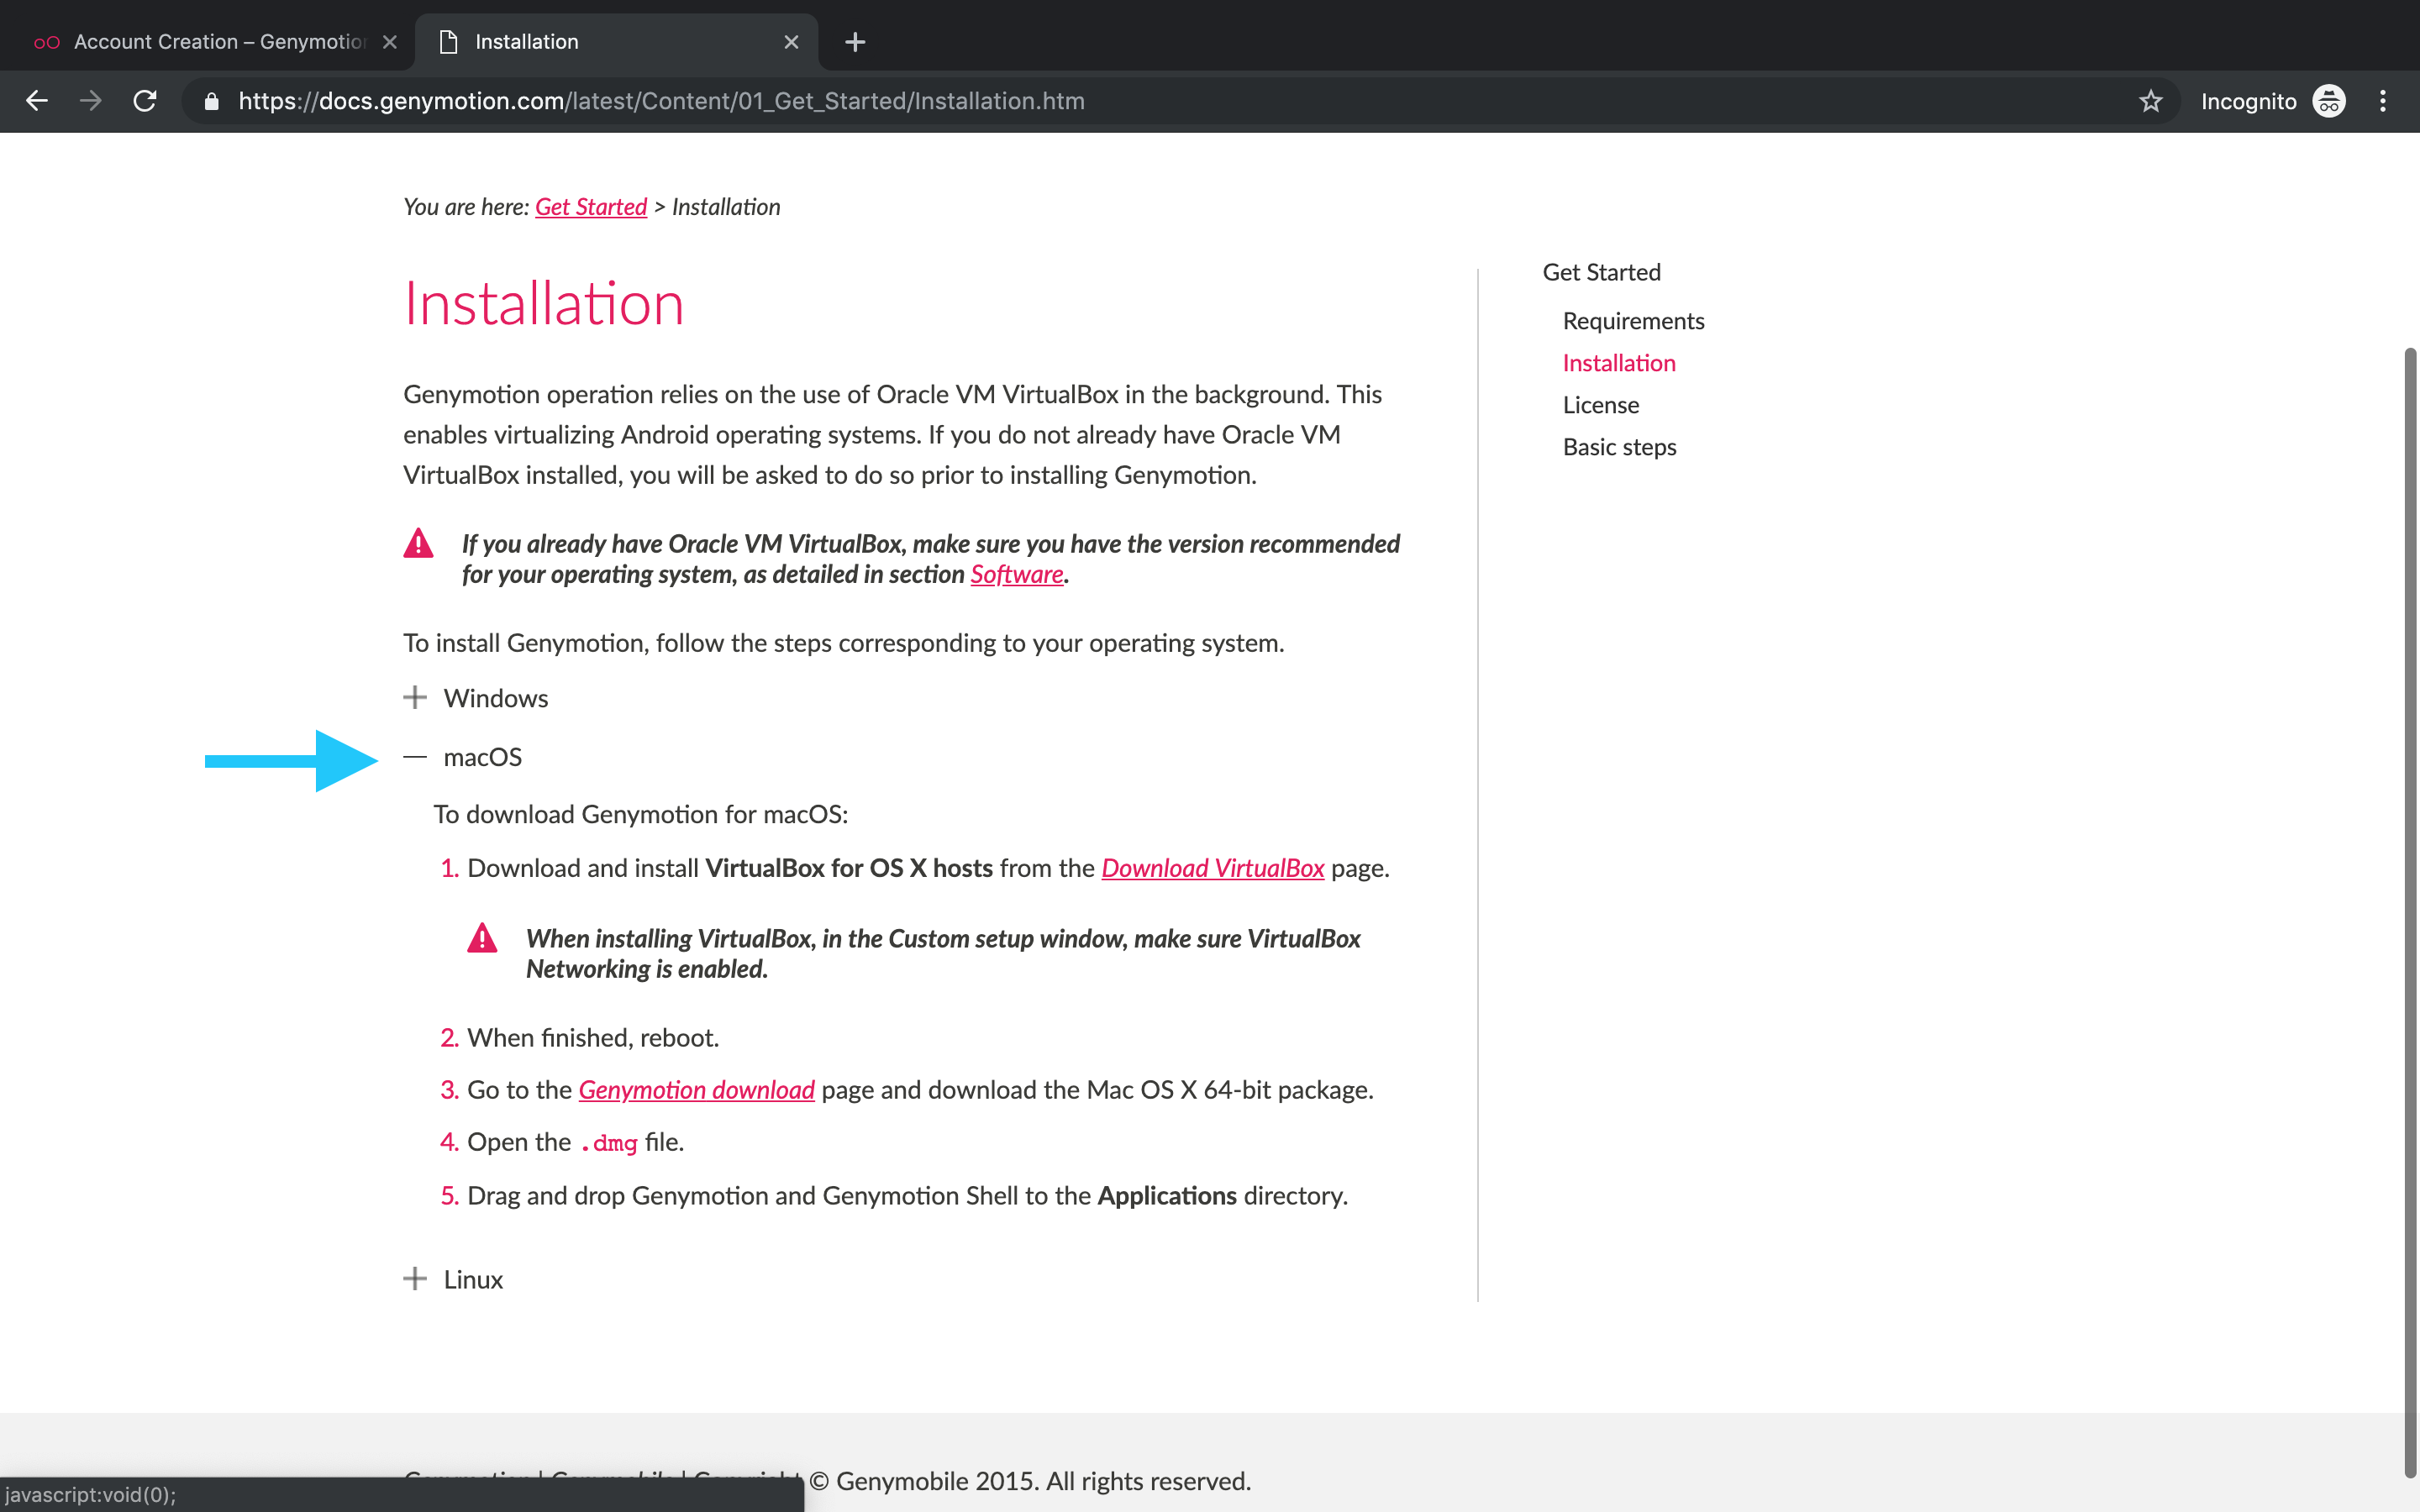 Account Creation – Genymotion
Installation
https://docs.genymotion.com/latest/Content/01_Get_Started/Installation.htm
Incognito
You are here: Get Started > Installation
Installation
Genymotion operation relies on the use of Oracle VM VirtualBox in the background. This
enables virtualizing Android operating systems. If you do not already have Oracle VM
VirtualBox installed, you will be asked to do so prior to installing Genymotion.
If you already have Oracle VM VirtualBox, make sure you have the version recommended
for your operating system, as detailed in section Software.
To install Genymotion, follow the steps corresponding to your operating system.
Windows
macOS
To download Genymotion for macOS:
1. Download and install VirtualBox for OS X hosts from the Download VirtualBox page.
When installing VirtualBox, in the Custom setup window, make sure VirtualBox
Networking is enabled.
2. When finished, reboot.
3. Go to the Genymotion download page and download the Mac OS X 64-bit package.
4. Open the .dmg file.
5. Drag and drop Genymotion and Genymotion Shell to the Applications directory.
Linux
Get Started
Requirements
Installation
License
Basic steps
Genymotion | Genymobile | Copyright © Genymobile 2015. All rights reserved.
javascript:void(0);